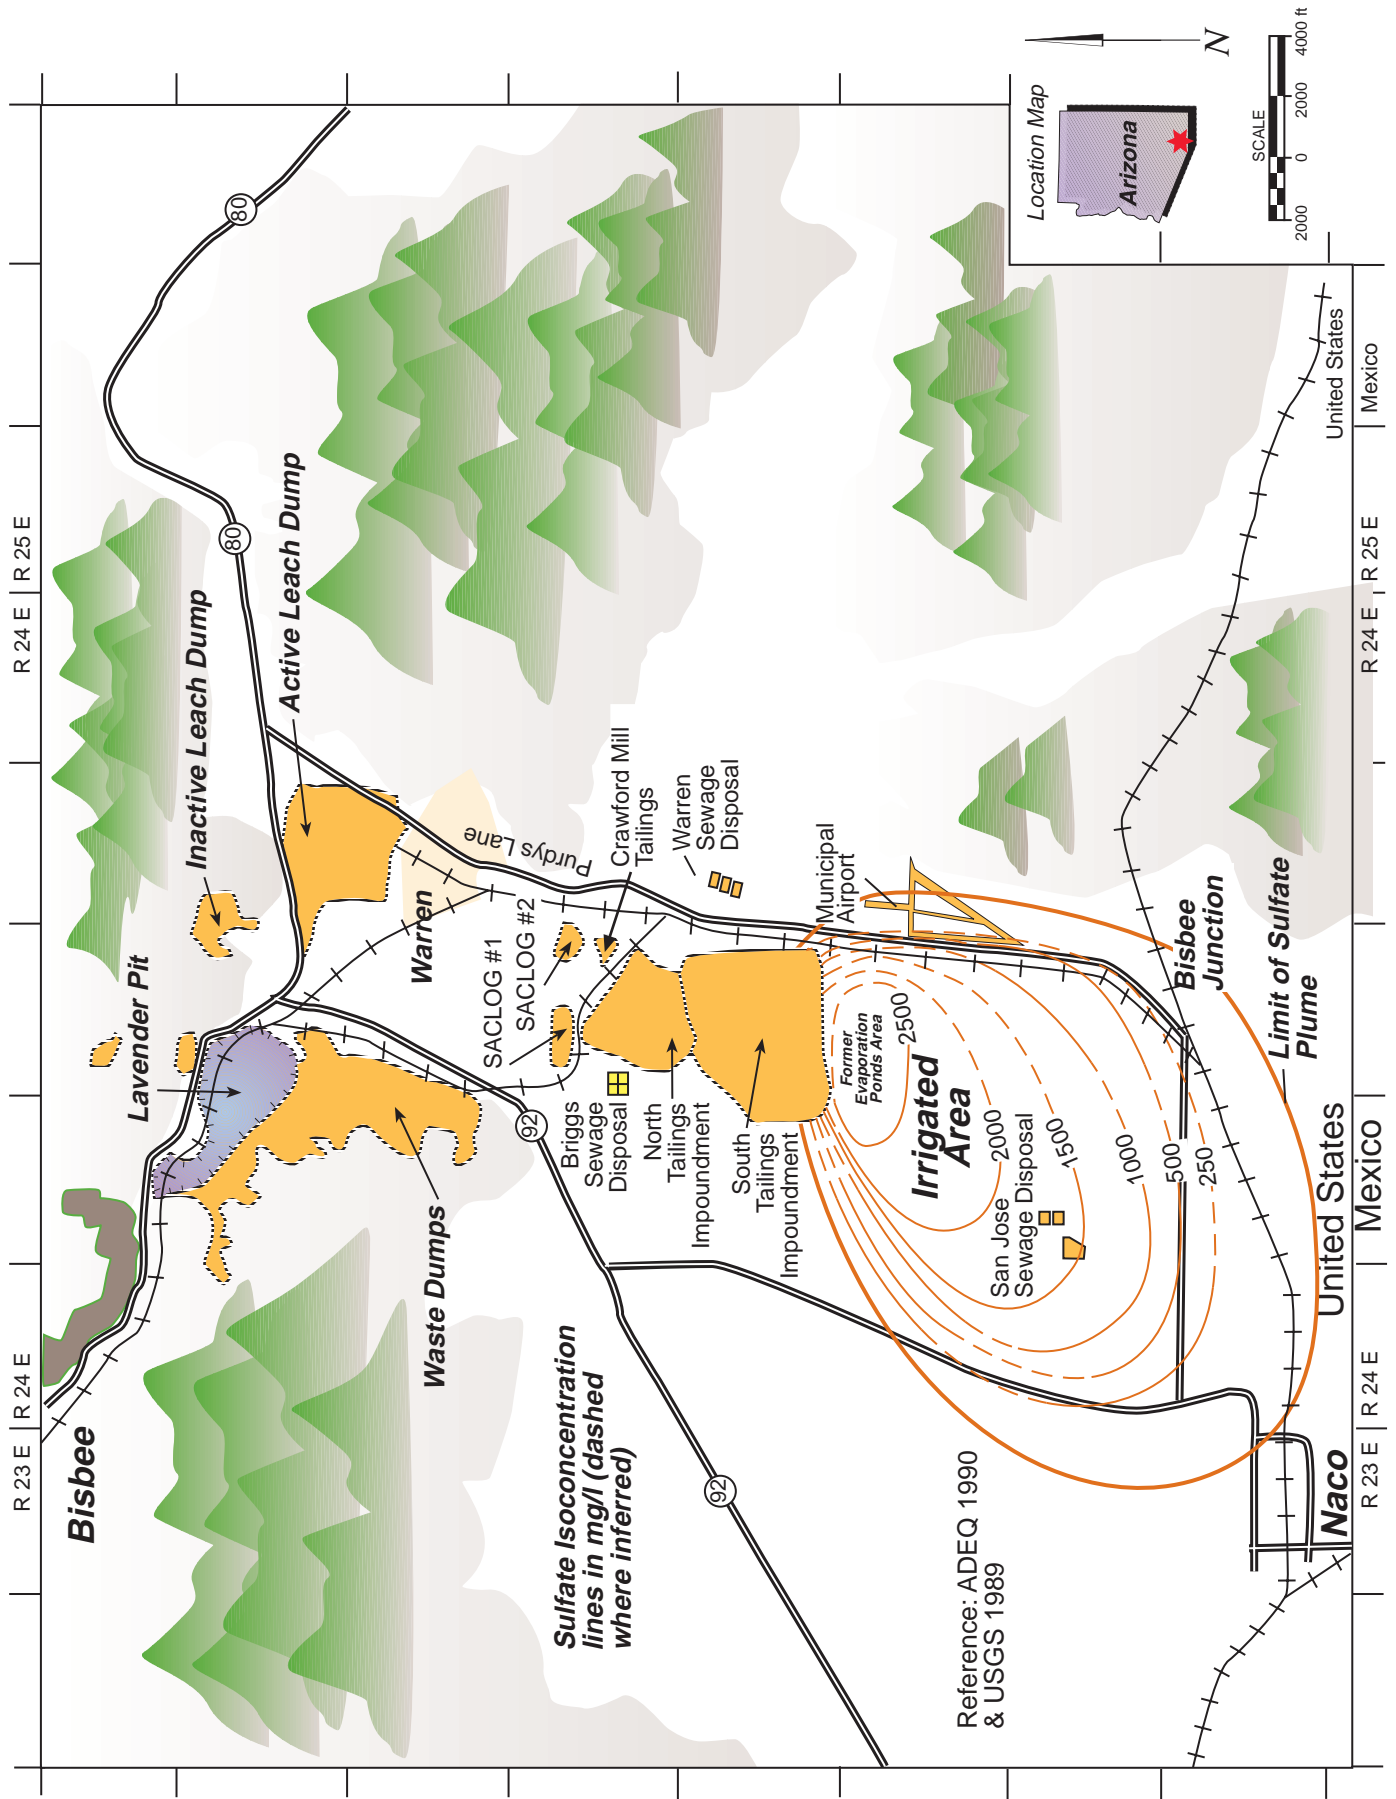 R 23 E
R 24 E
R 24 E
R 25 E
Bisbee
Lavender Pit
Inactive Leach Dump
Active Leach Dump
80
80
Waste Dumps
Warren
Purdys Lane
SACLOG #1
SACLOG #2
92
Briggs
Sewage
Disposal
Crawford Mill
Tailings
Warren
Sewage
Disposal
North
Tailings
Impoundment
South
Tailings
Impoundment
Municipal
Airport
Sulfate Isoconcentration
lines in mg/l (dashed
where inferred)
92
Former
Evaporation
Ponds Area
2500
Irrigated
Area
2000
San Jose
Sewage Disposal
1500
1000
500
250
Bisbee
Junction
Limit of Sulfate
Plume
Reference: ADEQ 1990
& USGS 1989
Naco
United States
Mexico
United States
Mexico
R 23 E
R 24 E
R 24 E
R 25 E
Location Map
Arizona
N
SCALE
2000
0
2000
4000 ft